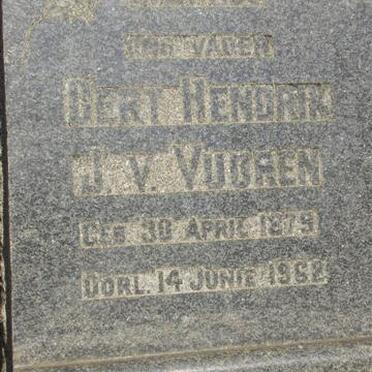 ONS VADER
GERT HENDRIK
J. V. VUUREN
GEB. 30 APRIL 1879
OORL. 14 JUNIE 1962